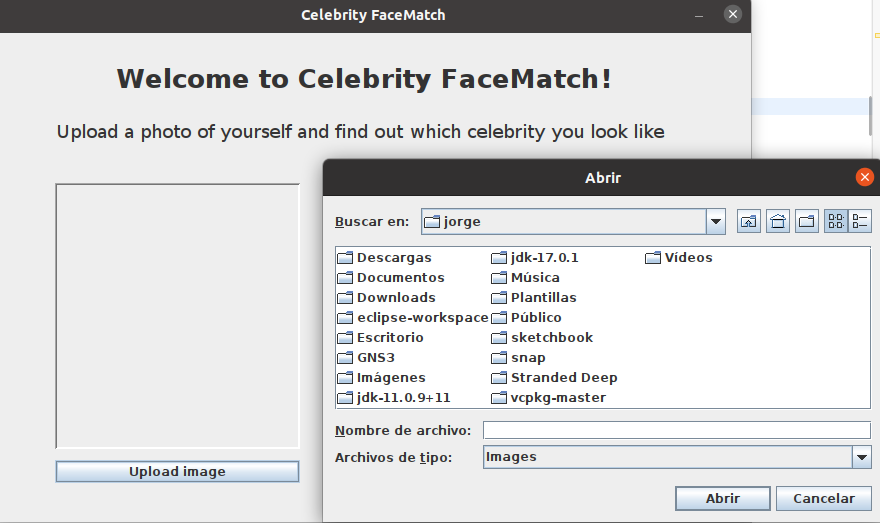 Celebrity FaceMatch
Welcome to Celebrity FaceMatch!
Upload a photo of yourself and find out which celebrity you look like
Upload image
Abrir
Buscar en: jorge
Descargas
Documentos
Downloads
eclipse-workspace
Escritorio
GNS3
Imágenes
jdk-11.0.9+11
jdk-17.0.1
Música
Plantillas
Público
sketchbook
snap
Stranded Deep
vcpkg-master
Vídeos
Nombre de archivo:
Archivos de tipo: Images
Abrir Cancelar